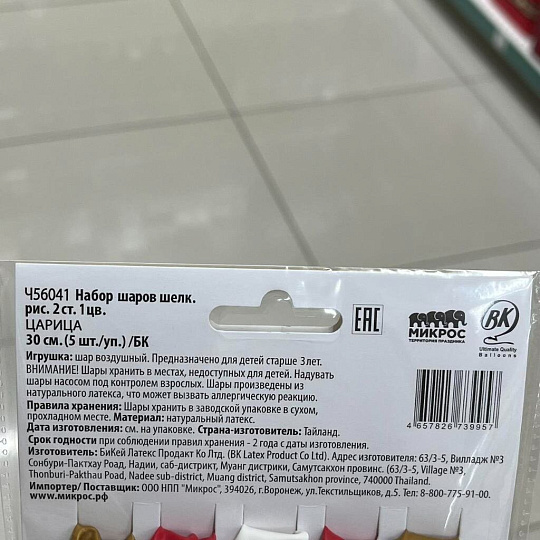 Ч56041 Набор шаров шелк.
рис. 2 ст. 1 цв.
ЦАРИЦА
30 см. (5 шт./уп.) /БК
EAC
МИКРОС
ТЕРРИТОРИЯ ПРАЗДНИКА
BK
Ultimate Quality
Balloons
Игрушка: шар воздушный. Предназначено для детей старше 3 лет.
ВНИМАНИЕ! Шары хранить в местах, недоступных для детей. Надувать
шары насосом под контролем взрослых. Шары произведены из
натурального латекса, что может вызвать аллергическую реакцию.
Правила хранения: Шары хранить в заводской упаковке в сухом,
прохладном месте. Материал: натуральный латекс.
Дата изготовления: см. на упаковке. Страна-изготовитель: Тайланд.
4 657826 739957
Срок годности при соблюдении правил хранения - 2 года с даты изготовления.
Изготовитель: БиКей Латекс Продакт Ко Лтд. (BK Latex Product Co Ltd). Адрес изготовителя: 63/3-5, Вилладж №3
Сонбури-Пактхау Роад, Надии, саб-дистрикт, Муанг дистрикт, Самутсакхон провинс. (63/3-5, Village №3,
Thonburi-Pakthau Poad, Nadee sub-district, Muang district, Samutsakhon province, 740000 Thailand.
Импортер/ Поставщик: ООО НПП "Микрос", 394026, г.Воронеж, ул.Текстильщиков, д.5. Тел: 8-800-775-91-00.
www.микрос.рф